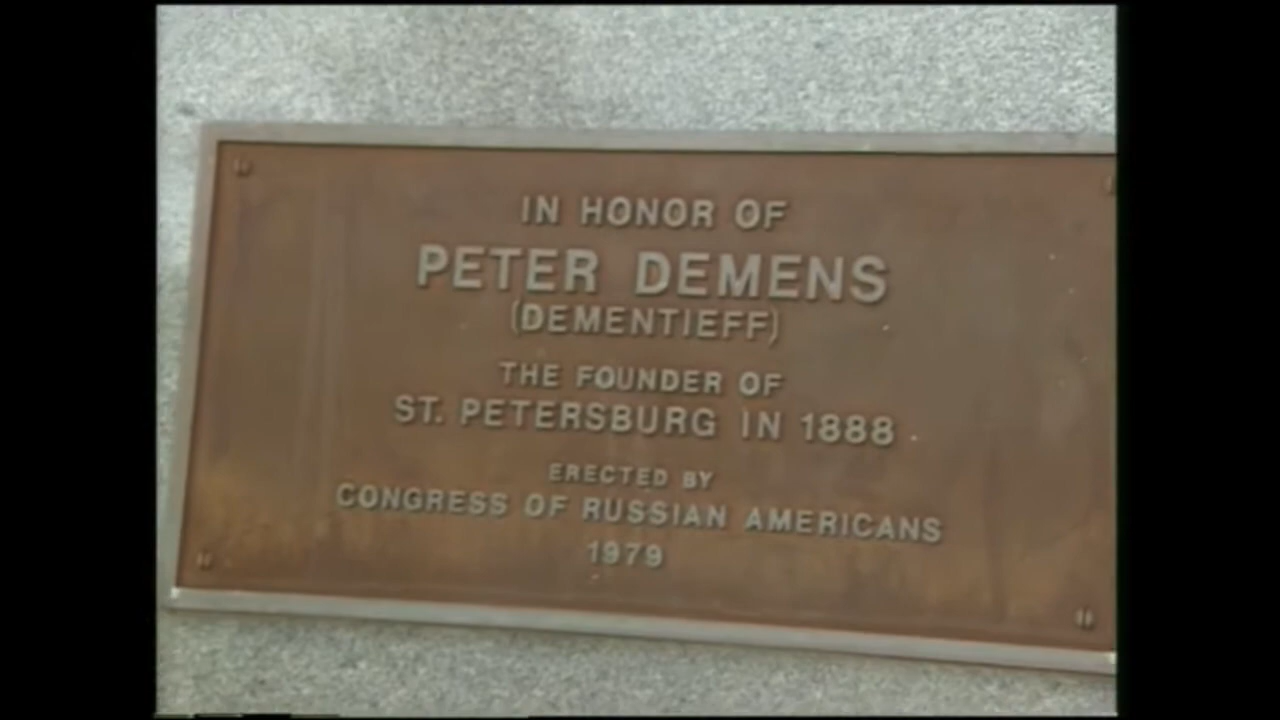 IN HONOR OF
PETER DEMENS
(DEMENTIEFF)
THE FOUNDER OF
ST. PETERSBURG IN 1888
ERECTED BY
CONGRESS OF RUSSIAN AMERICANS
1979